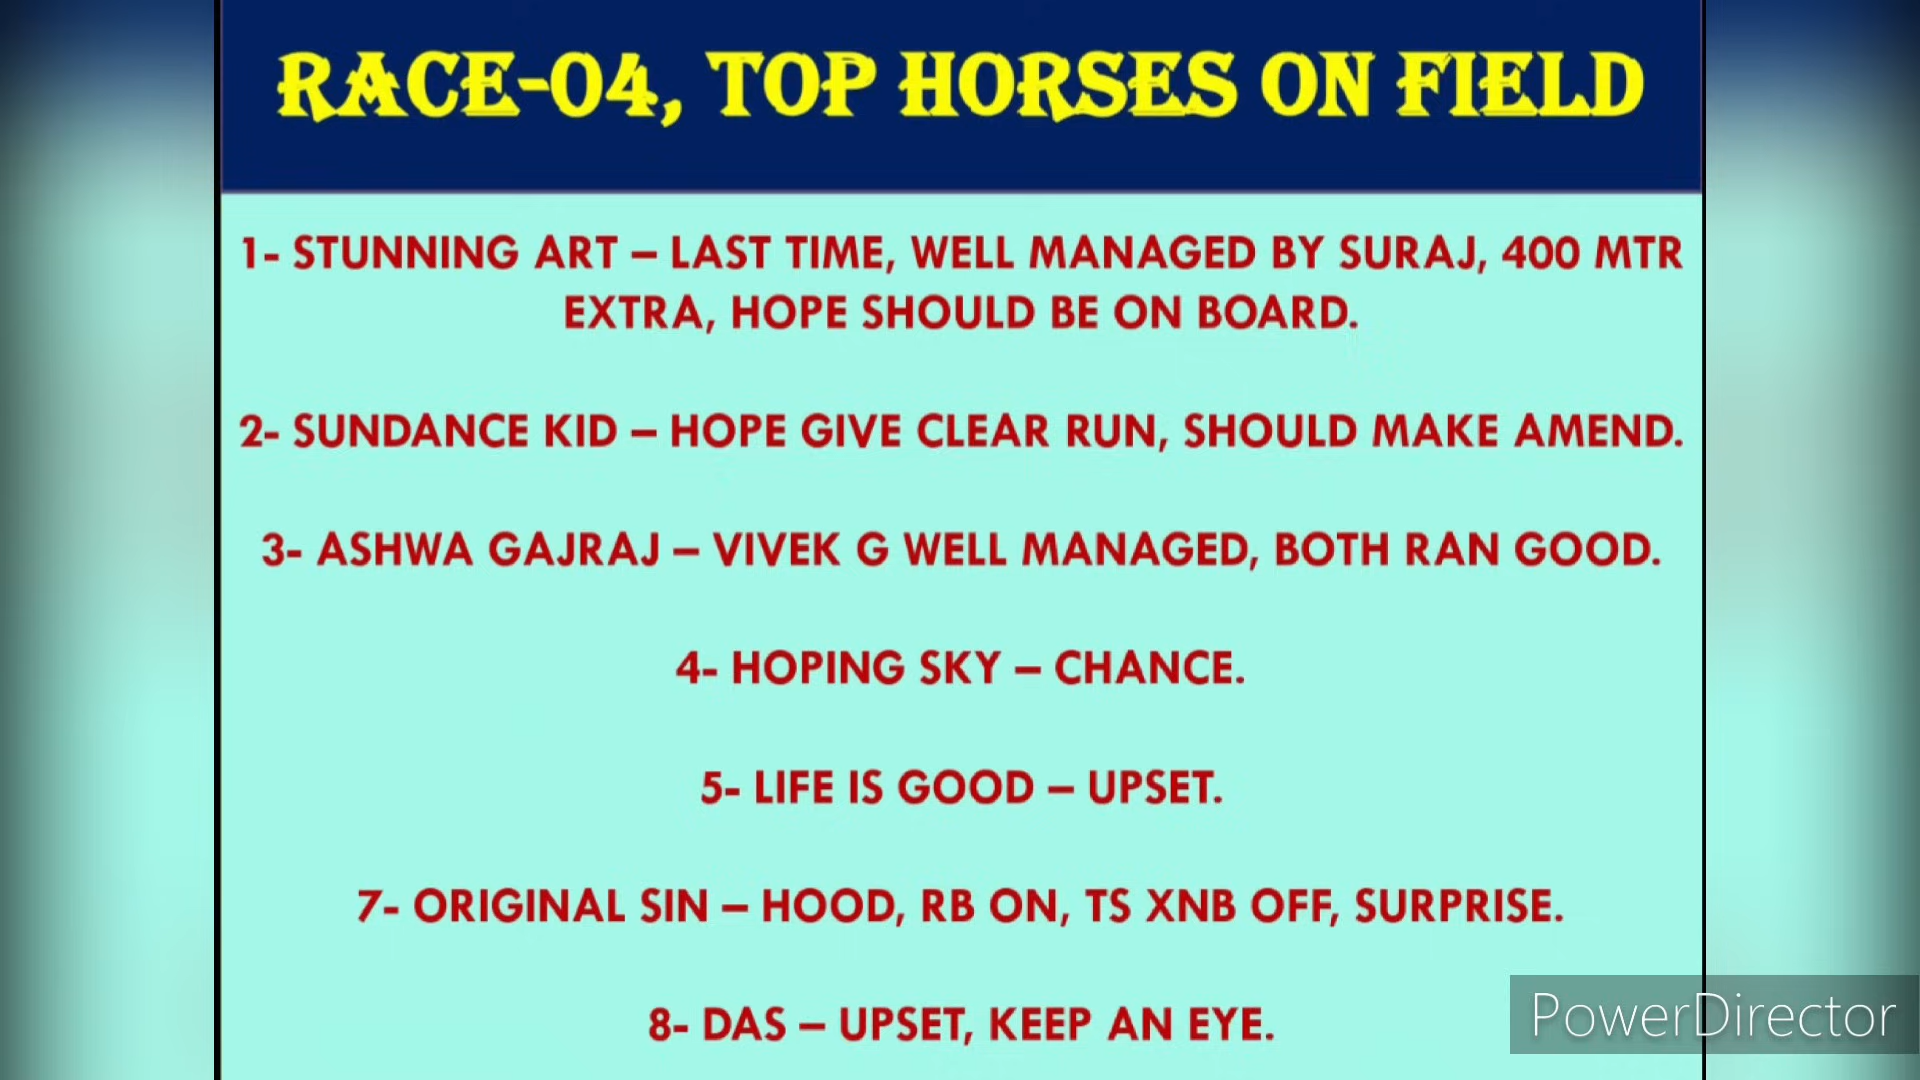 RACE-04, TOP HORSES ON FIELD
1- STUNNING ART – LAST TIME, WELL MANAGED BY SURAJ, 400 MTR
EXTRA, HOPE SHOULD BE ON BOARD.
2- SUNDANCE KID – HOPE GIVE CLEAR RUN, SHOULD MAKE AMEND.
3- ASHWA GAJRAJ – VIVEK G WELL MANAGED, BOTH RAN GOOD.
4- HOPING SKY – CHANCE.
5- LIFE IS GOOD – UPSET.
7- ORIGINAL SIN – HOOD, RB ON, TS XNB OFF, SURPRISE.
8- DAS – UPSET, KEEP AN EYE.
PowerDirector